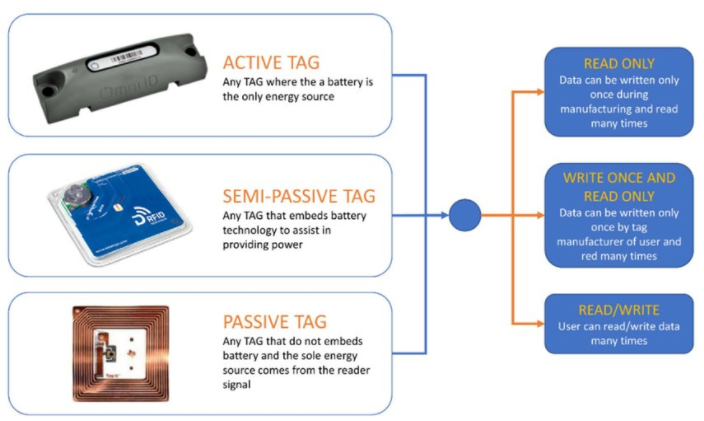 ACTIVE TAG
Any TAG where the a battery is
the only energy source
Omni-ID
SEMI-PASSIVE TAG
Any TAG that embeds battery
technology to assist in
providing power
RFID
PASSIVE TAG
Any TAG that do not embeds
battery and the sole energy
source comes from the reader
signal
READ ONLY
Data can be written only
once during
manufacturing and read
many times
WRITE ONCE AND
READ ONLY
Data can be written only
once by tag
manufacturer of user and
red many times
READ/WRITE
User can read/write data
many times